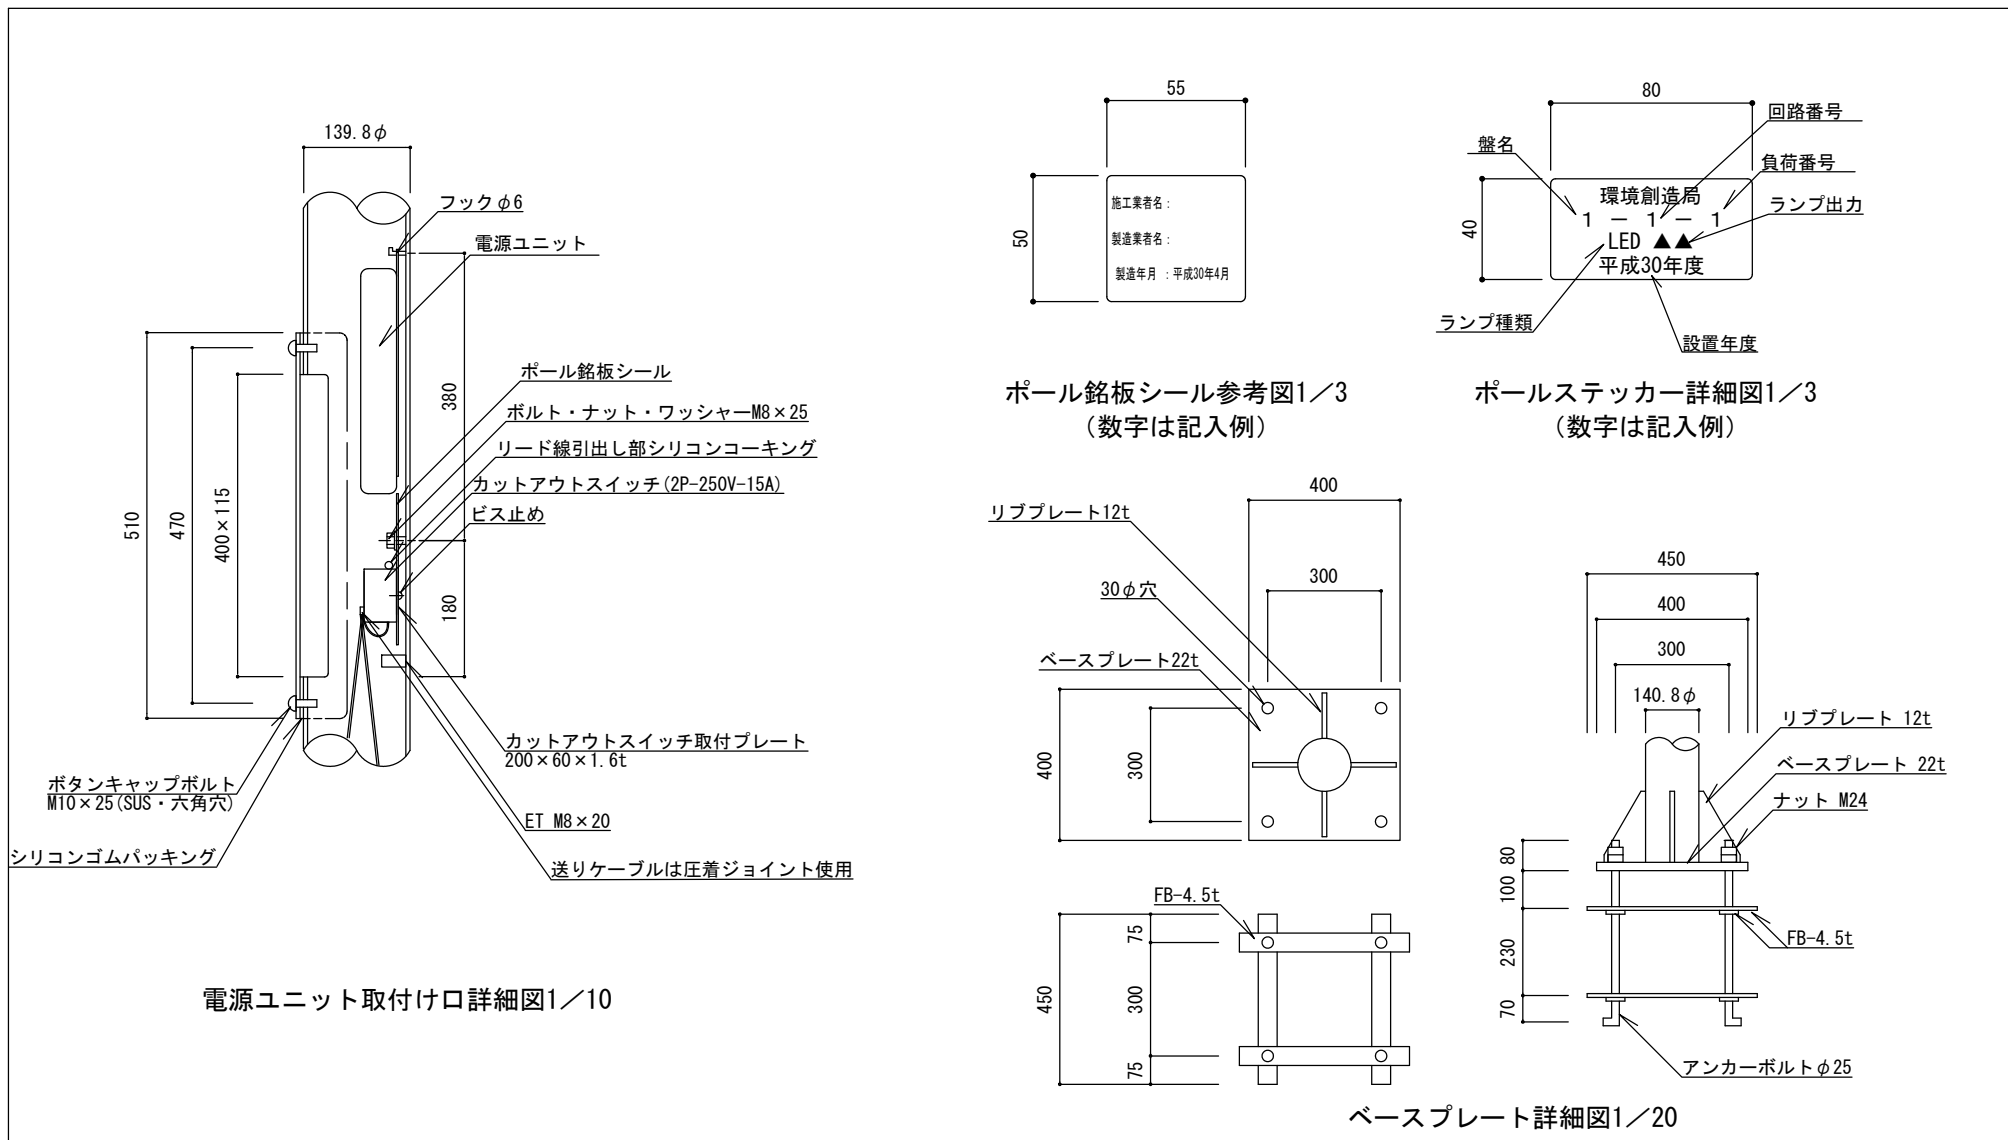 139.8φ
フックφ6
電源ユニット
380
ポール銘板シール
ボルト・ナット・ワッシャーM8×25
リード線引出し部シリコンコーキング
カットアウトスイッチ(2P-250V-15A)
ビス止め
510
470
400×115
180
カットアウトスイッチ取付プレート
200×60×1.6t
ボタンキャップボルト
M10×25(SUS・六角穴)
ET M8×20
シリコンゴムパッキング
送りケーブルは圧着ジョイント使用
電源ユニット取付け口詳細図1／10
55
50
施工業者名：
製造業者名：
製造年月 ：平成30年4月
ポール銘板シール参考図1／3
(数字は記入例)
80
回路番号
盤名
負荷番号
環境創造局
1 － 1 － 1
ランプ出力
40
LED ▲▲
平成30年度
ランプ種類
設置年度
ポールステッカー詳細図1／3
(数字は記入例)
400
リブプレート12t
300
30φ穴
ベースプレート22t
400
300
FB-4.5t
75
450
300
75
450
400
300
140.8φ
リブプレート 12t
ベースプレート 22t
ナット M24
80
100
FB-4.5t
230
70
アンカーボルトφ25
ベースプレート詳細図1／20